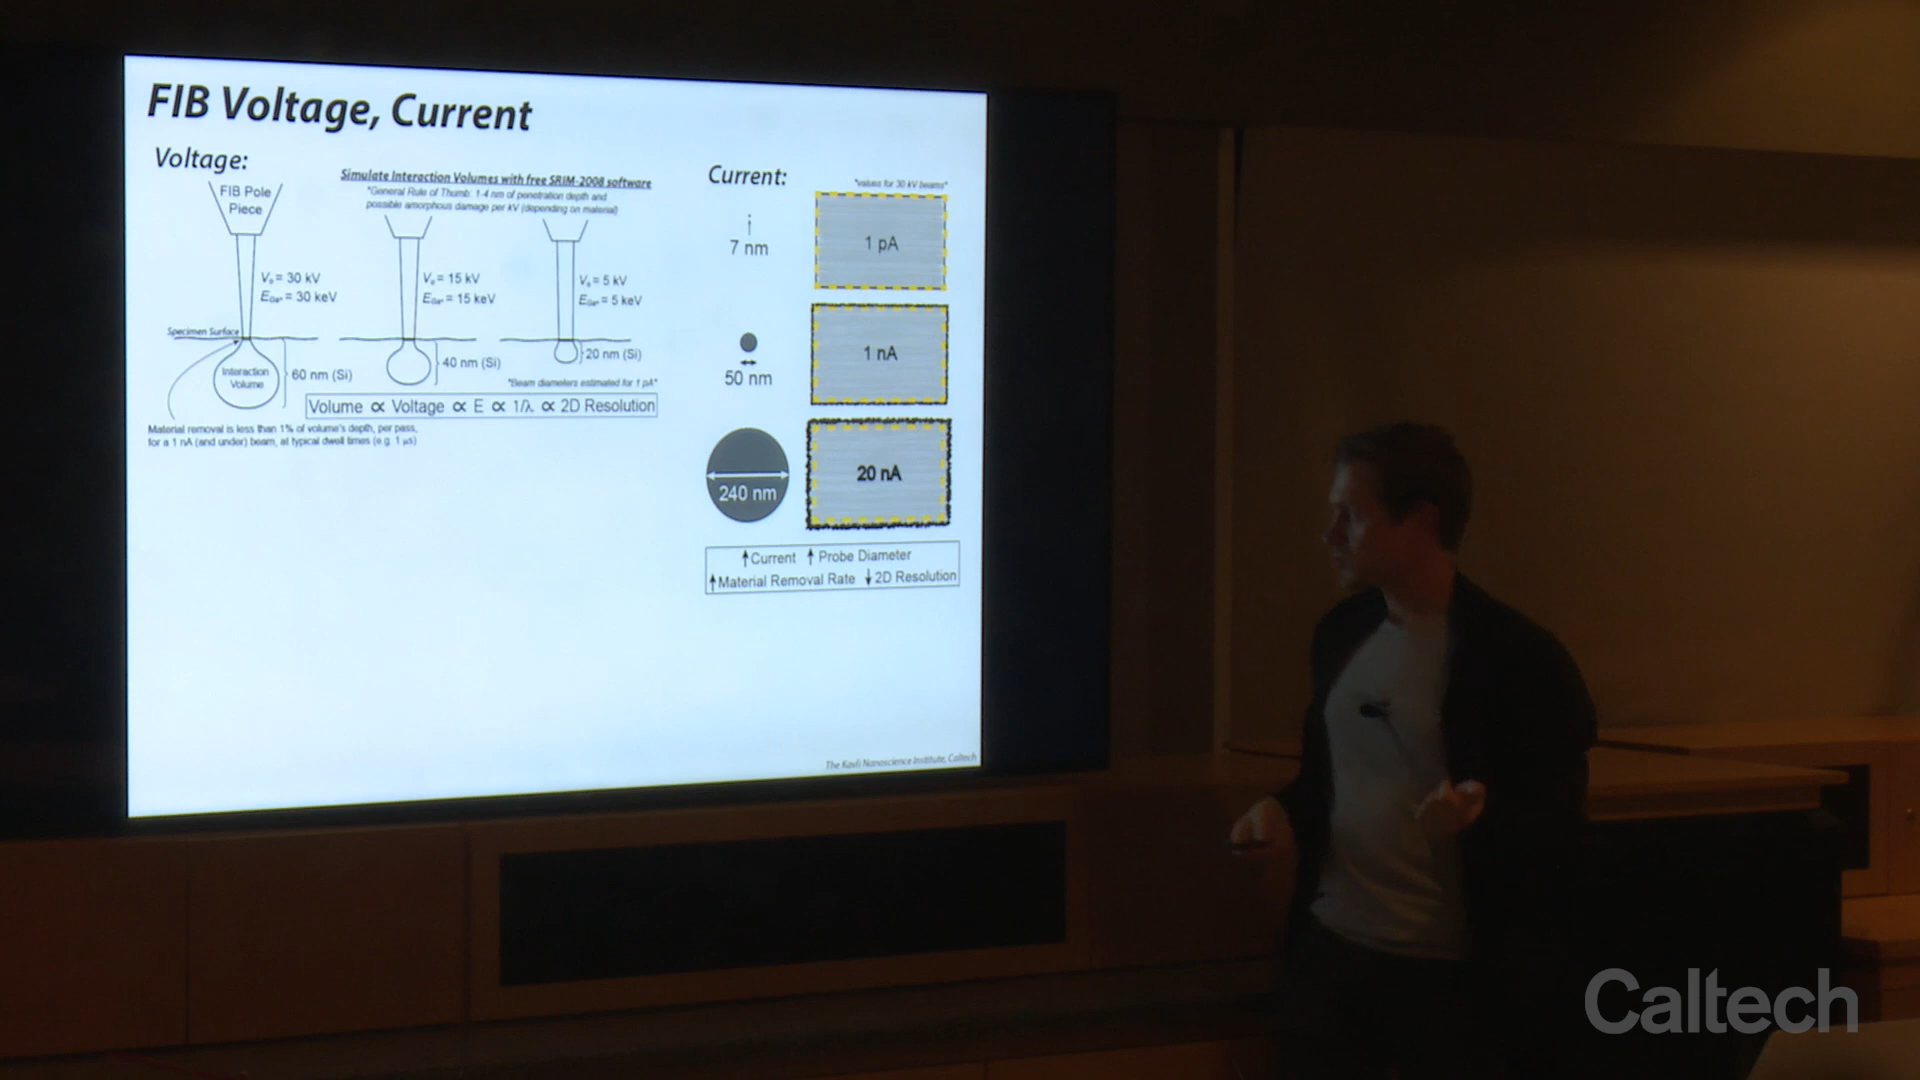 FIB Voltage, Current
Voltage:
FIB Pole
Piece
Simulate Interaction Volumes with free SRIM-2008 software
*General Rule of Thumb: 1-4 nm of penetration depth and
possible amorphous damage per kV (depending on material)
V₀ = 30 kV
E_Ga+ = 30 keV
V₀ = 15 kV
E_Ga+ = 15 keV
V₀ = 5 kV
E_Ga+ = 5 keV
Specimen Surface
Interaction
Volume
60 nm (Si)
40 nm (Si)
20 nm (Si)
*Beam diameters estimated for 1 pA*
Volume ∝ Voltage ∝ E ∝ 1/λ ∝ 2D Resolution
Material removal is less than 1% of volume's depth, per pass,
for a 1 nA (and under) beam, at typical dwell times (e.g. 1 µs)
Current:
*values for 30 kV beams*
7 nm
1 pA
50 nm
1 nA
240 nm
20 nA
↑Current ↑Probe Diameter
↑Material Removal Rate ↓2D Resolution
The Kavli Nanoscience Institute, Caltech
Caltech